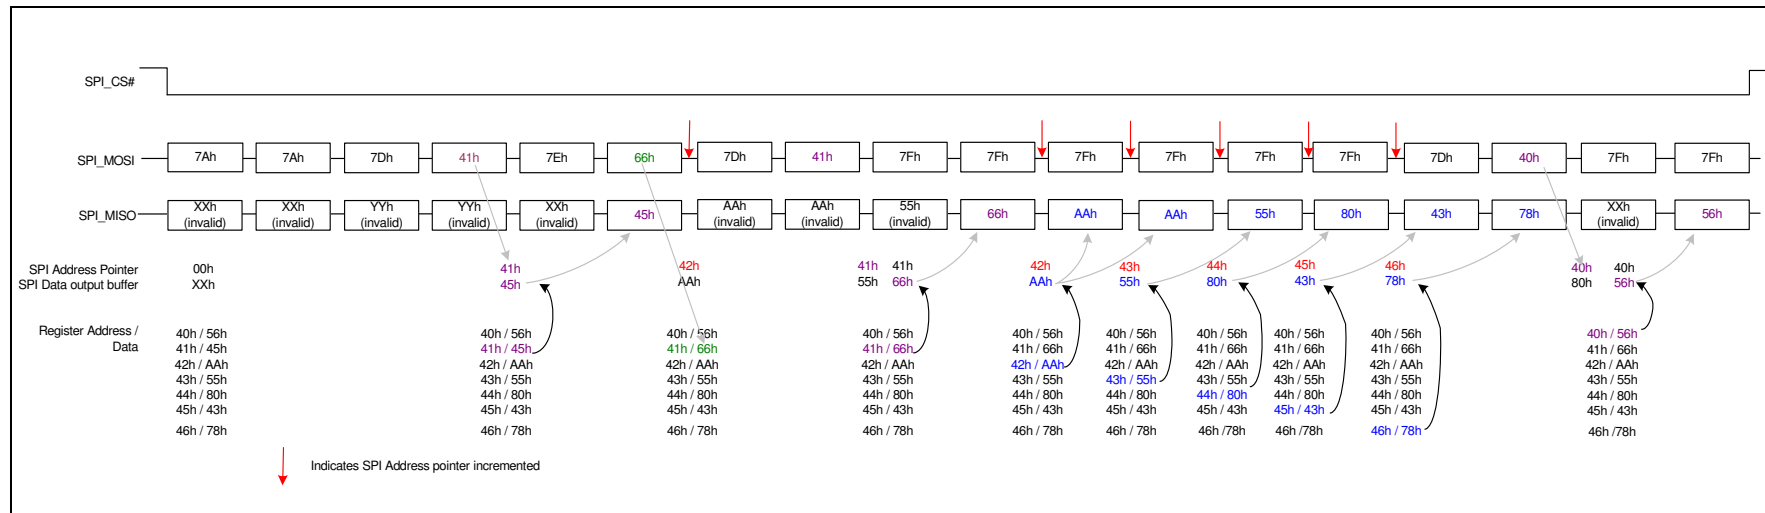 SPI_CS#
SPI_MOSI 7Ah 7Ah 7Dh 41h 7Eh 66h 7Dh 41h 7Fh 7Fh 7Fh 7Fh 7Fh 7Fh 7Dh 40h 7Fh 7Fh
SPI_MISO XXh (invalid) XXh (invalid) YYh (invalid) YYh (invalid) XXh (invalid) 45h AAh (invalid) AAh (invalid) 55h (invalid) 66h AAh AAh 55h 80h 43h 78h XXh (invalid) 56h
SPI Address Pointer 00h 41h 42h 41h 41h 42h 43h 44h 45h 46h 40h 40h
SPI Data output buffer XXh 45h AAh 55h 66h AAh 55h 80h 43h 78h 80h 56h
Register Address / Data
40h / 56h 40h / 56h 40h / 56h 40h / 56h 40h / 56h 40h / 56h 40h / 56h 40h / 56h 40h / 56h 40h / 56h
41h / 45h 41h / 45h 41h / 66h 41h / 66h 41h / 66h 41h / 66h 41h / 66h 41h / 66h 41h / 66h 41h / 66h
42h / AAh 42h / AAh 42h / AAh 42h / AAh 42h / AAh 42h / AAh 42h / AAh 42h / AAh 42h / AAh 42h / AAh
43h / 55h 43h / 55h 43h / 55h 43h / 55h 43h / 55h 43h / 55h 43h / 55h 43h / 55h 43h / 55h 43h / 55h
44h / 80h 44h / 80h 44h / 80h 44h / 80h 44h / 80h 44h / 80h 44h / 80h 44h / 80h 44h / 80h 44h / 80h
45h / 43h 45h / 43h 45h / 43h 45h / 43h 45h / 43h 45h / 43h 45h / 43h 45h / 43h 45h / 43h 45h / 43h
46h / 78h 46h / 78h 46h / 78h 46h / 78h 46h / 78h 46h / 78h 46h /78h 46h /78h 46h / 78h 46h /78h
Indicates SPI Address pointer incremented